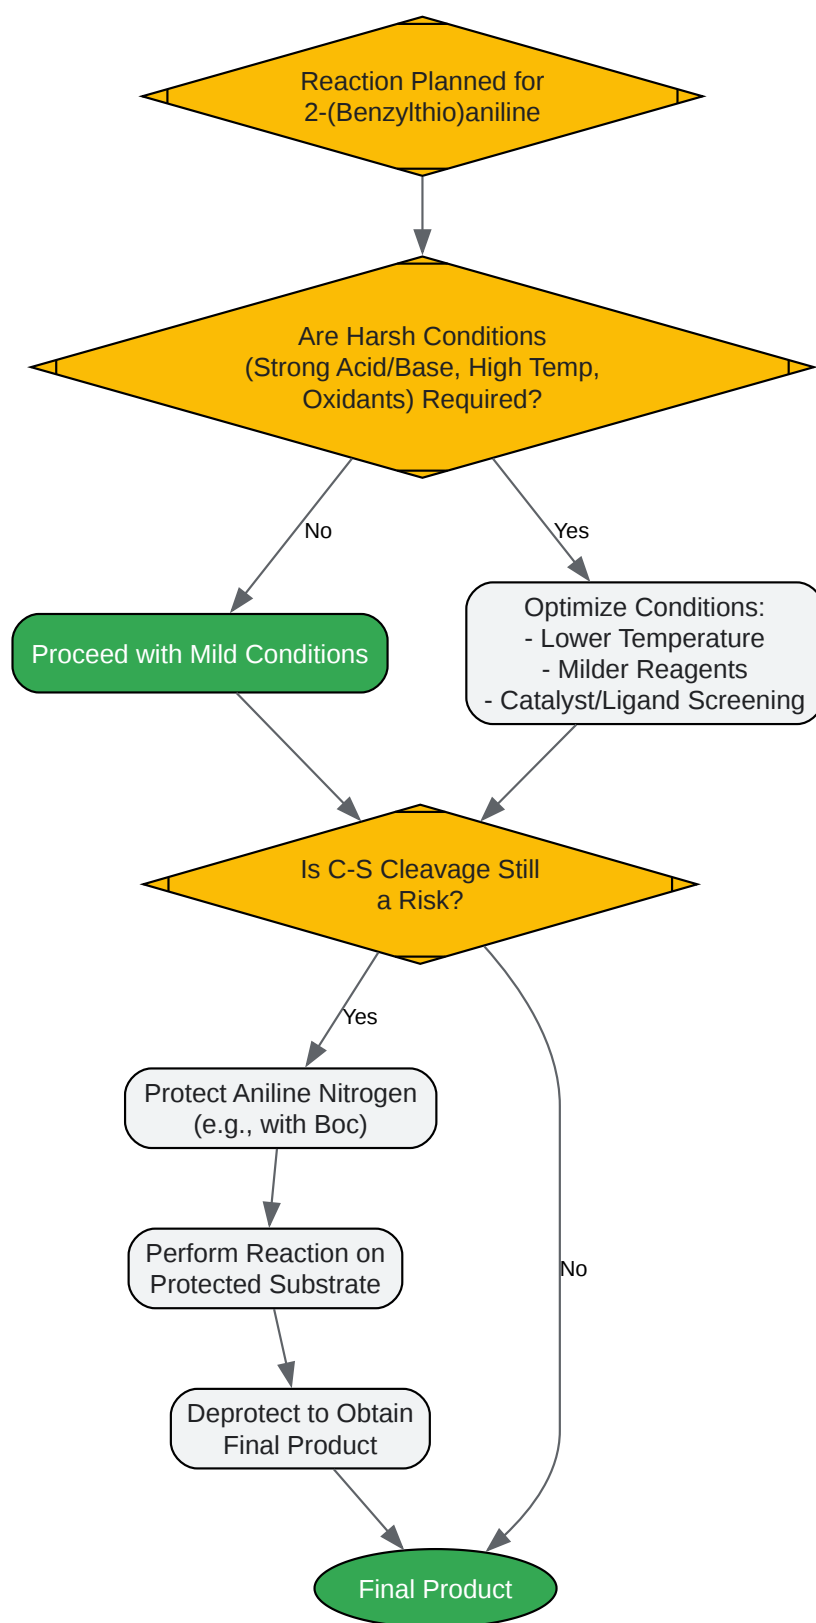 Reaction Planned for
2-(Benzylthio)aniline
Are Harsh Conditions
(Strong Acid/Base, High Temp,
Oxidants) Required?
No
Yes
Proceed with Mild Conditions
Optimize Conditions:
- Lower Temperature
- Milder Reagents
- Catalyst/Ligand Screening
Is C-S Cleavage Still
a Risk?
Yes
Protect Aniline Nitrogen
(e.g., with Boc)
Perform Reaction on
Protected Substrate
No
Deprotect to Obtain
Final Product
Final Product